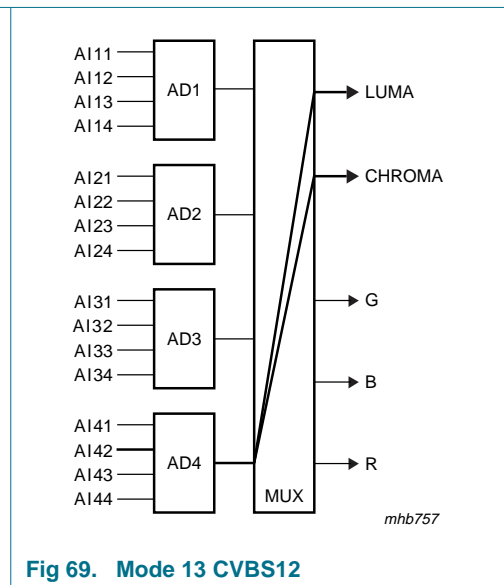 AI11
AI12
AI13
AI14
AD1
AI21
AI22
AI23
AI24
AD2
AI31
AI32
AI33
AI34
AD3
AI41
AI42
AI43
AI44
AD4
MUX
LUMA
CHROMA
G
B
R
mhb757
Fig 69. Mode 13 CVBS12